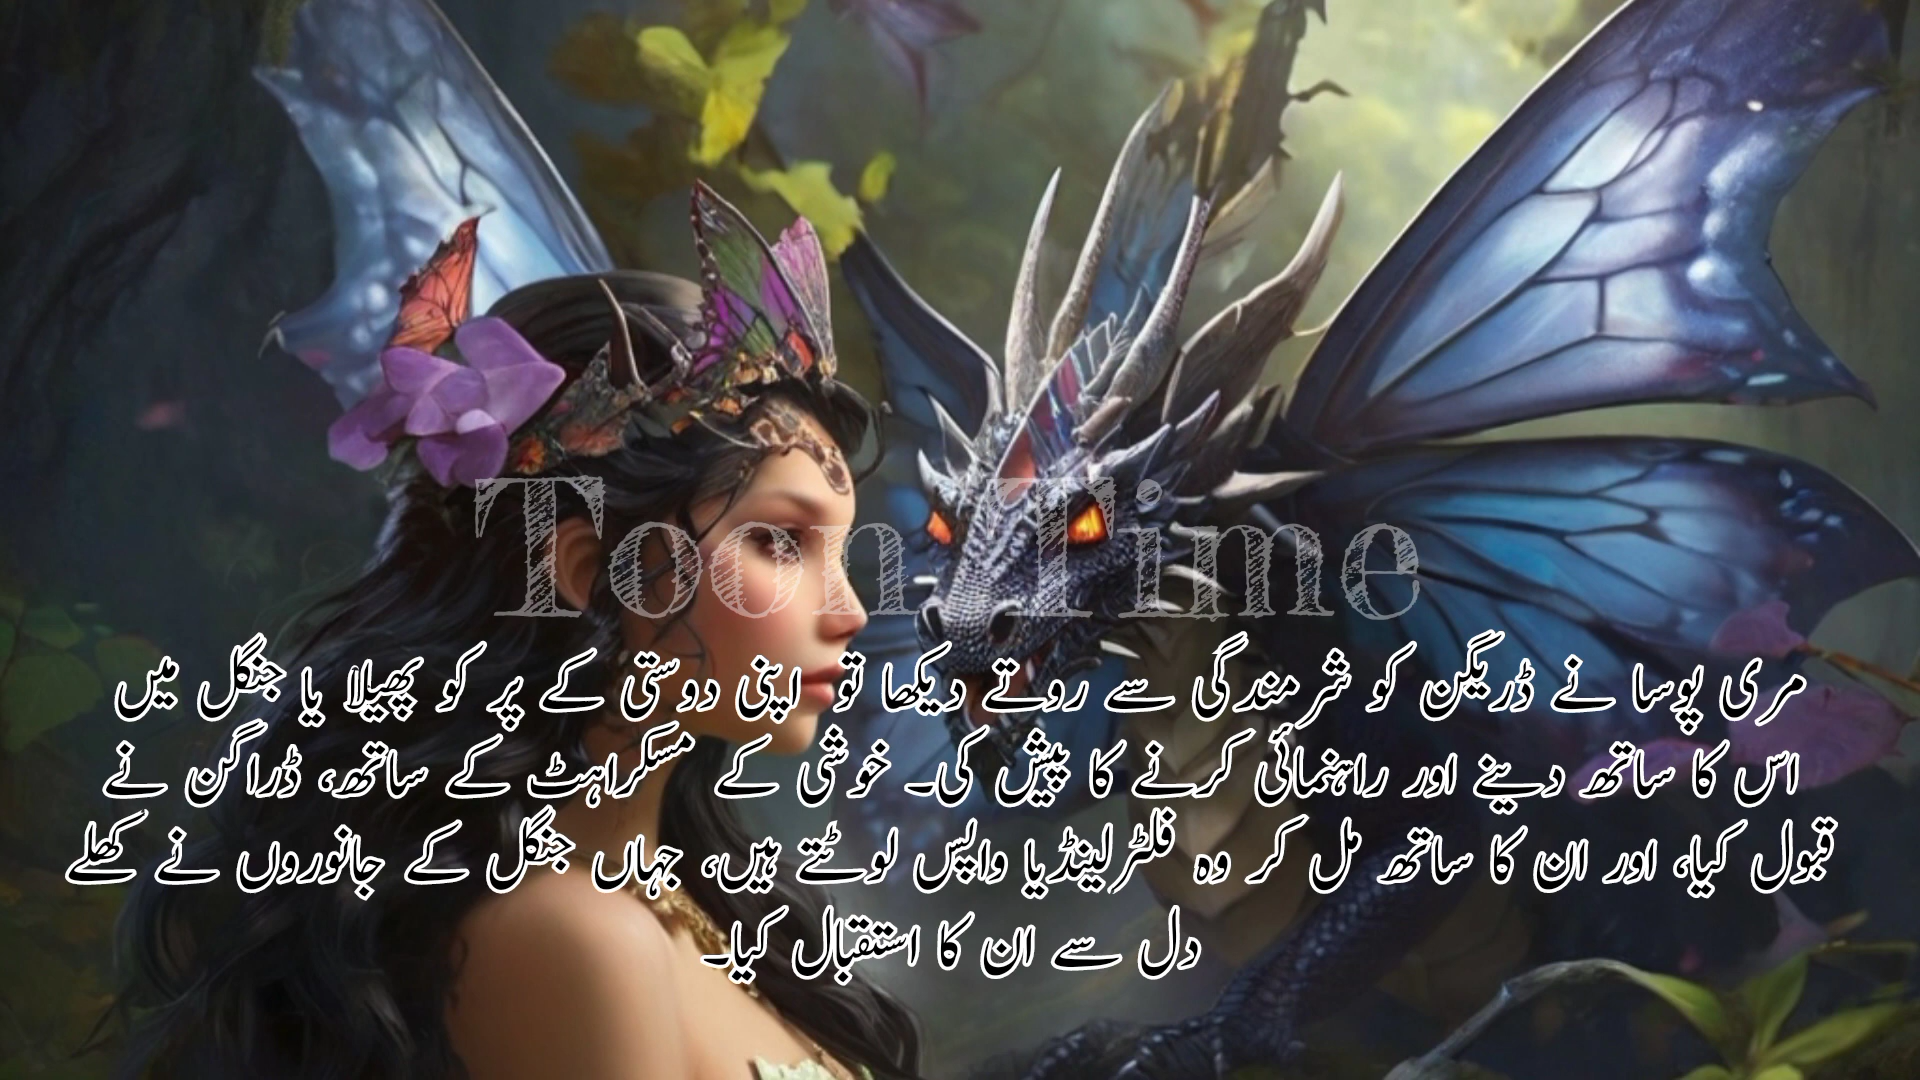 Toon Time
مری پوسا نے ڈریگن کو شرمندگی سے روتے دیکھا تو اپنی دوستی کے پر کو پھیلا یا جنگل میں
اس کا ساتھ دینے اور راہنمائی کرنے کا پیش کی۔ خوشی کے مسکراہٹ کے ساتھ، ڈراگن نے
قبول کیا، اور ان کا ساتھ مل کر وہ فلٹرلینڈیا واپس لوٹتے ہیں، جہاں جنگل کے جانوروں نے کھلے
دل سے ان کا استقبال کیا۔